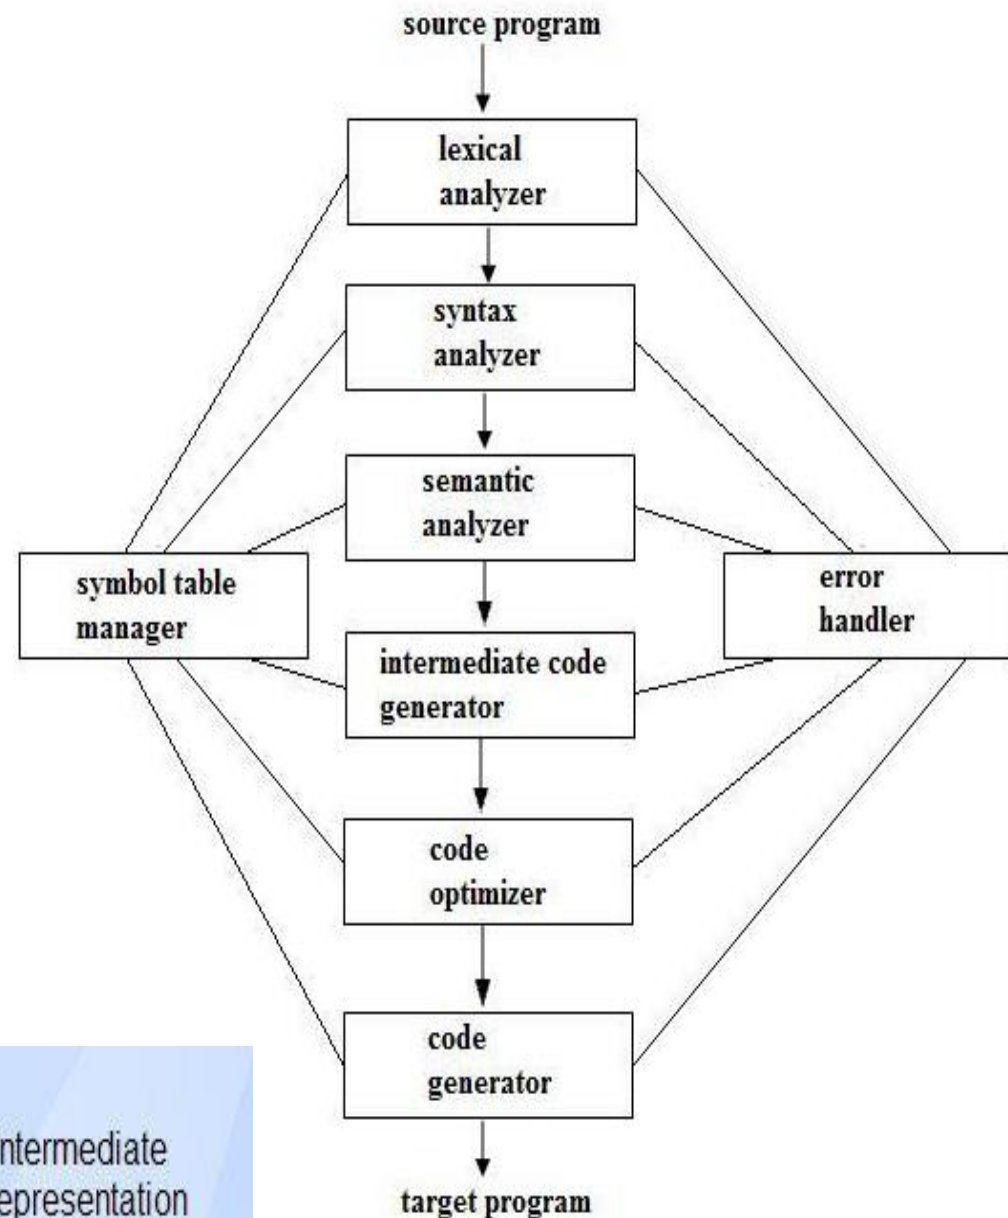 source program
lexical
analyzer
syntax
analyzer
semantic
analyzer
symbol table
manager
error
handler
intermediate code
generator
code
optimizer
code
generator
target program
ntermediate
epresentation